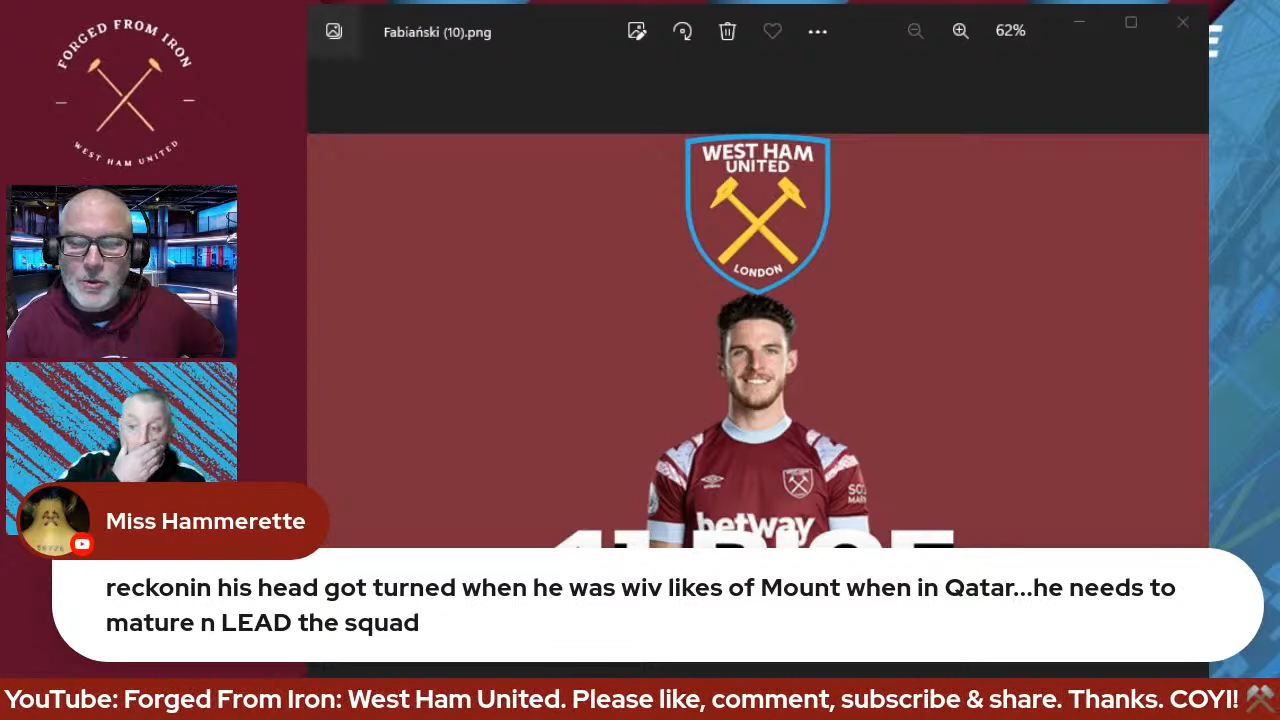 FORGED FROM IRON
WEST HAM UNITED
Fabiański (10).png
62%
WEST HAM
UNITED
LONDON
betway
Miss Hammerette
reckonin his head got turned when he was wiv likes of Mount when in Qatar...he needs to
mature n LEAD the squad
YouTube: Forged From Iron: West Ham United. Please like, comment, subscribe & share. Thanks. COYI! ⚒